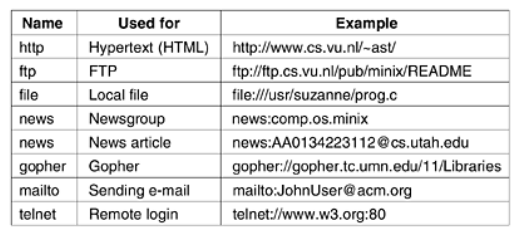 Name Used for Example
http Hypertext (HTML) http://www.cs.vu.nl/~ast/
ftp FTP ftp://ftp.cs.vu.nl/pub/minix/README
file Local file file:///usr/suzanne/prog.c
news Newsgroup news:comp.os.minix
news News article news:AA0134223112@cs.utah.edu
gopher Gopher gopher://gopher.tc.umn.edu/11/Libraries
mailto Sending e-mail mailto:JohnUser@acm.org
telnet Remote login telnet://www.w3.org:80